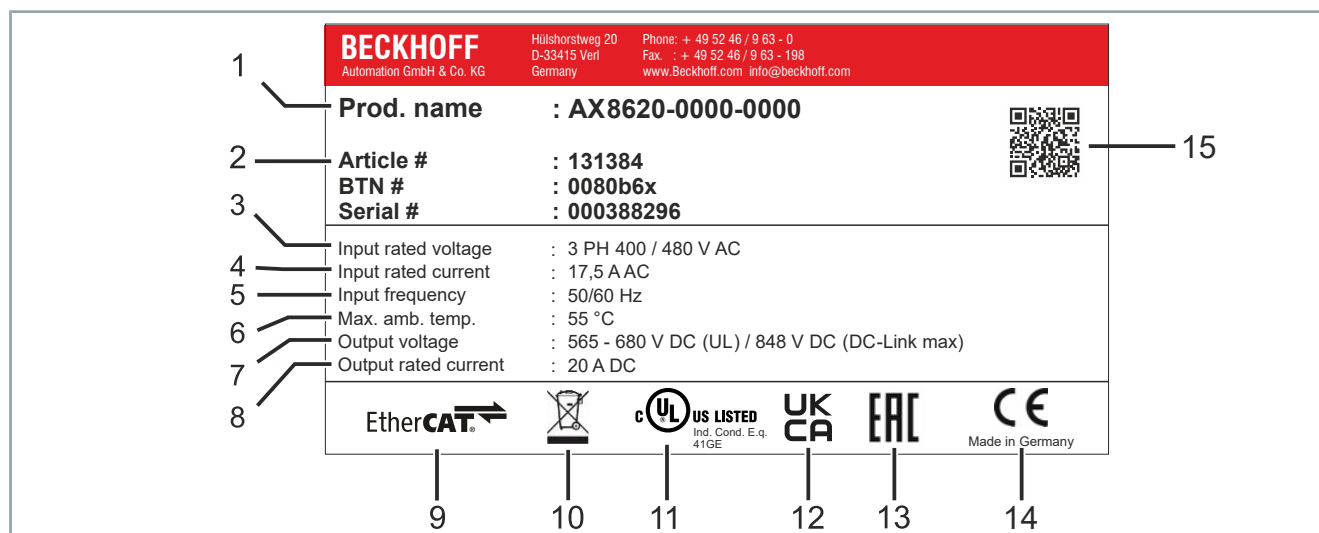 BECKHOFF
Automation GmbH & Co. KG
Hülshorstweg 20
D-33415 Verl
Germany
Phone: + 49 52 46 / 9 63 - 0
Fax. : + 49 52 46 / 9 63 - 198
www.Beckhoff.com info@beckhoff.com
1
Prod. name : AX8620-0000-0000
15
2
Article # : 131384
BTN # : 0080b6x
Serial # : 000388296
3
Input rated voltage : 3 PH 400 / 480 V AC
4
Input rated current : 17,5 A AC
5
Input frequency : 50/60 Hz
6
Max. amb. temp. : 55 °C
7
Output voltage : 565 - 680 V DC (UL) / 848 V DC (DC-Link max)
8
Output rated current : 20 A DC
EtherCAT®
C UL® US LISTED
Ind. Cond. E.q.
41GE
UK
CA
EAC
CE
Made in Germany
9 10 11 12 13 14